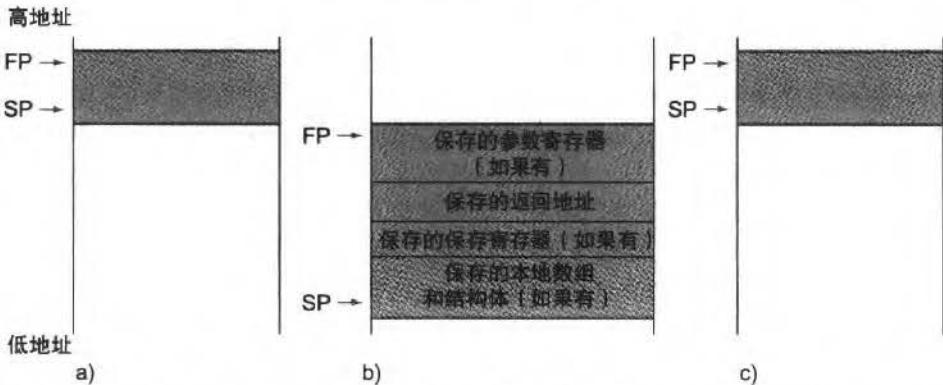 高地址
FP
SP
FP
保存的参数寄存器
（如果有）
保存的返回地址
保存的保存寄存器（如果有）
保存的本地数组
和结构体（如果有）
SP
FP
SP
低地址
a)
b)
c)